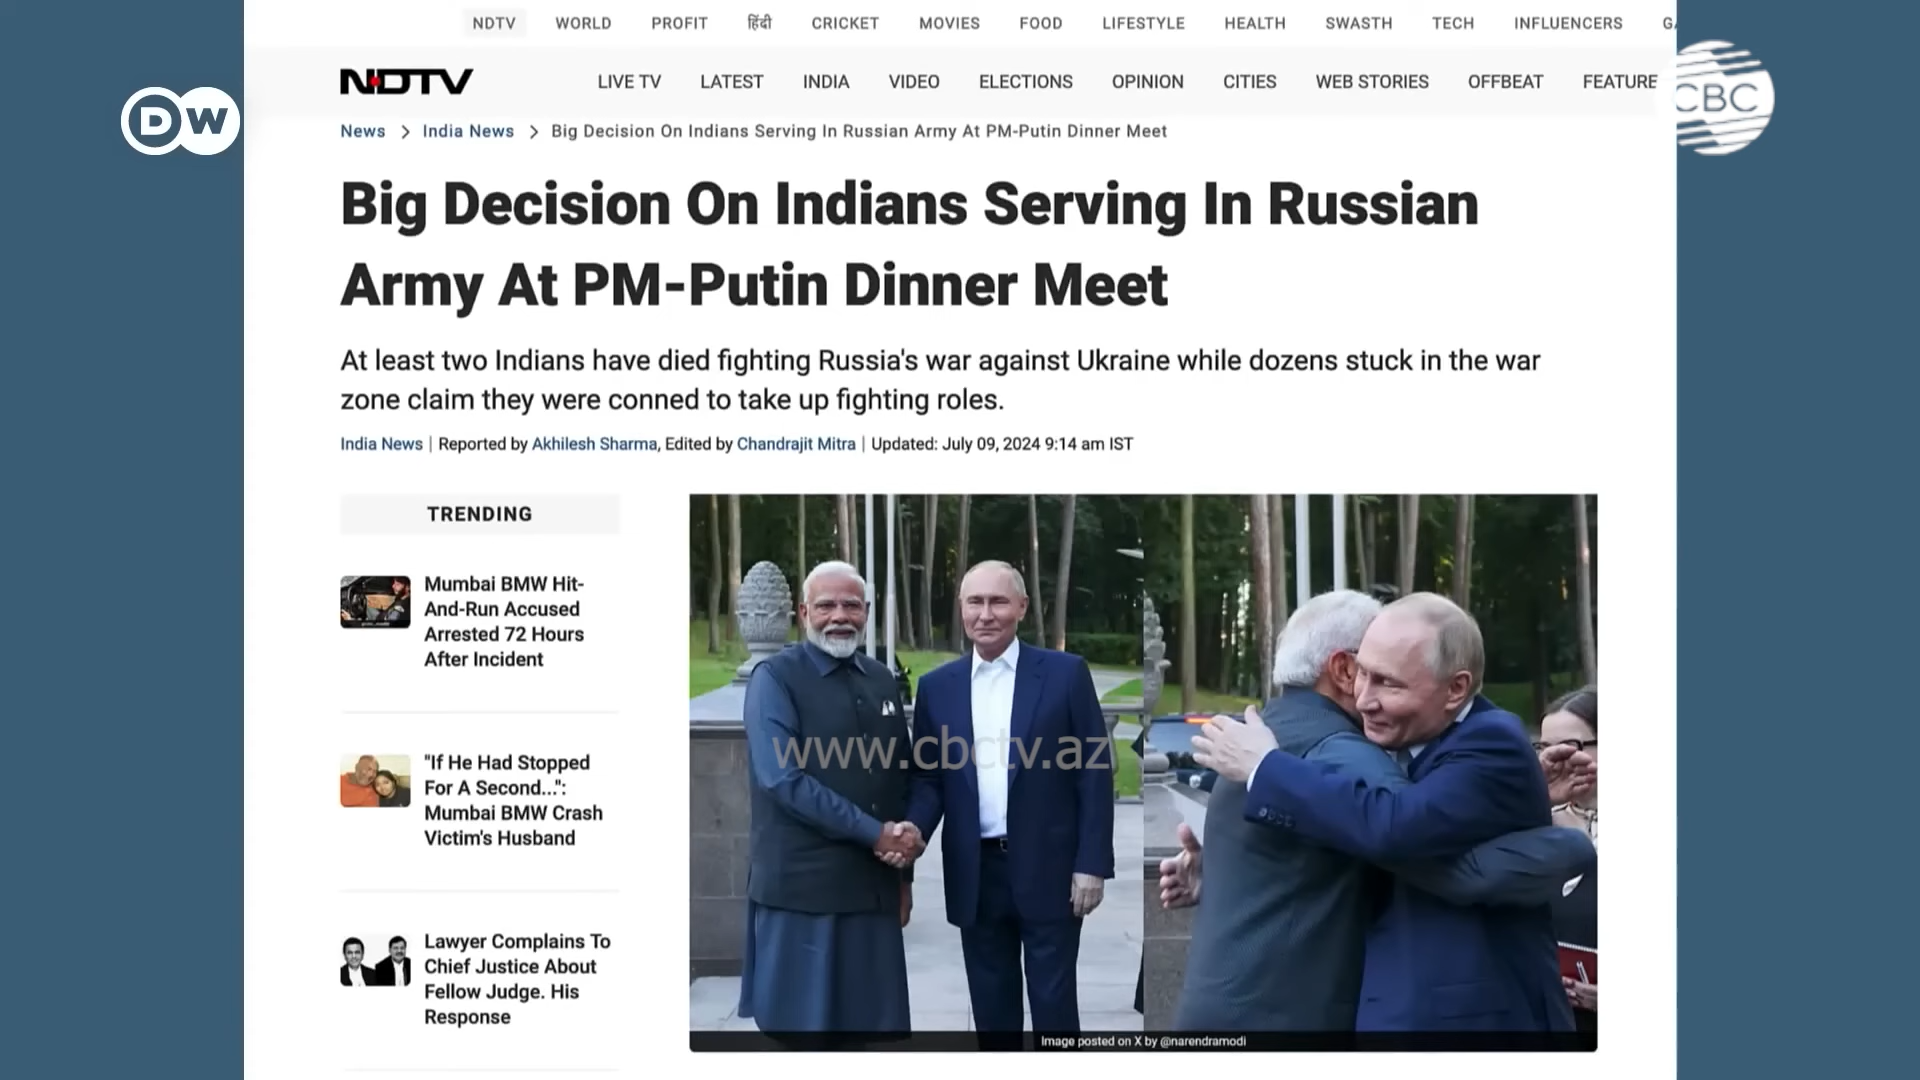 NDTV WORLD PROFIT हिंदी CRICKET MOVIES FOOD LIFESTYLE HEALTH SWASTH TECH INFLUENCERS
NDTV LIVE TV LATEST INDIA VIDEO ELECTIONS OPINION CITIES WEB STORIES OFFBEAT FEATURE
DW
CBC
News > India News > Big Decision On Indians Serving In Russian Army At PM-Putin Dinner Meet
Big Decision On Indians Serving In Russian
Army At PM-Putin Dinner Meet
At least two Indians have died fighting Russia's war against Ukraine while dozens stuck in the war
zone claim they were conned to take up fighting roles.
India News | Reported by Akhilesh Sharma, Edited by Chandrajit Mitra | Updated: July 09, 2024 9:14 am IST
TRENDING
Mumbai BMW Hit-
And-Run Accused
Arrested 72 Hours
After Incident
"If He Had Stopped
For A Second...":
Mumbai BMW Crash
Victim's Husband
Lawyer Complains To
Chief Justice About
Fellow Judge. His
Response
www.cbctv.az
Image posted on X by @narendramodi